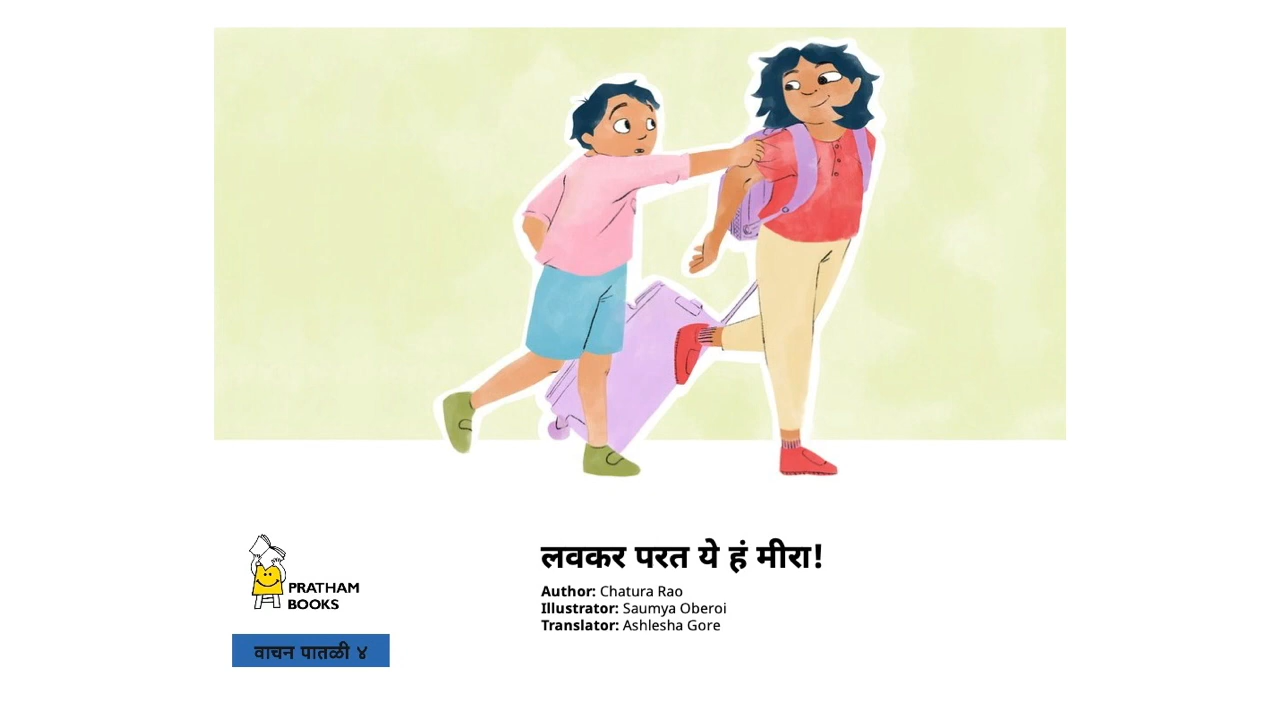 लवकर परत ये हं मीरा!
Author: Chatura Rao
Illustrator: Saumya Oberoi
Translator: Ashlesha Gore
PRATHAM
BOOKS
वाचन पातळी ४